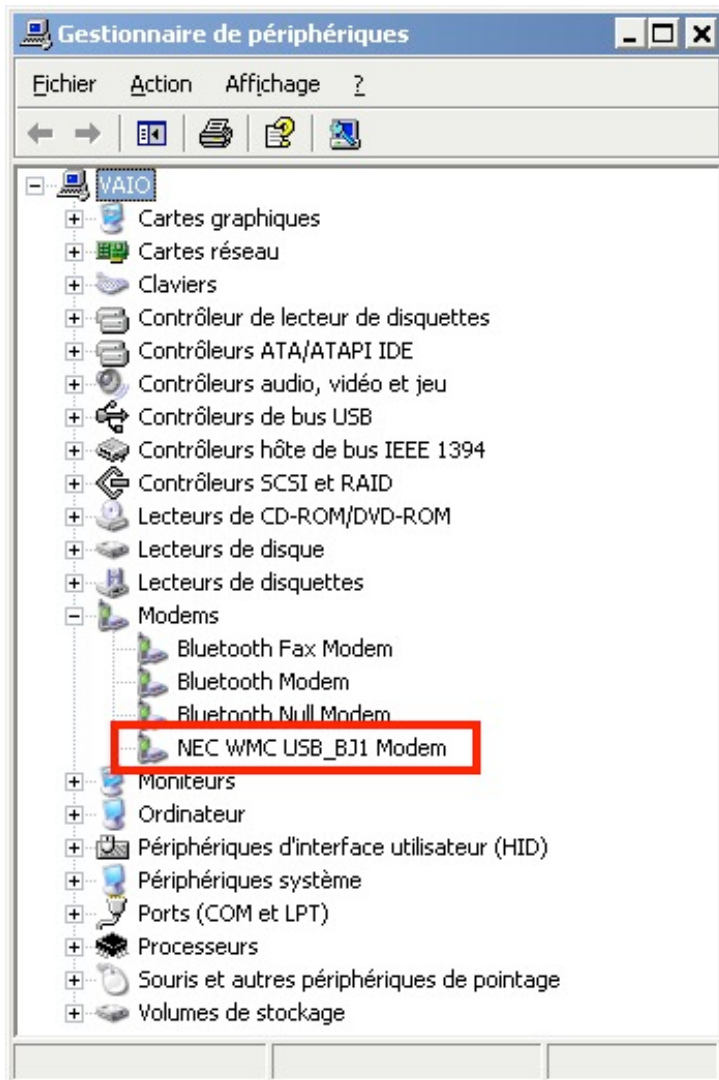 Gestionnaire de périphériques
Fichier Action Affichage ?
VAIO
Cartes graphiques
Cartes réseau
Claviers
Contrôleur de lecteur de disquettes
Contrôleurs ATA/ATAPI IDE
Contrôleurs audio, vidéo et jeu
Contrôleurs de bus USB
Contrôleurs hôte de bus IEEE 1394
Contrôleurs SCSI et RAID
Lecteurs de CD-ROM/DVD-ROM
Lecteurs de disque
Lecteurs de disquettes
Modems
Bluetooth Fax Modem
Bluetooth Modem
Bluetooth Null Modem
NEC WMC USB_BJ1 Modem
Moniteurs
Ordinateur
Périphériques d'interface utilisateur (HID)
Périphériques système
Ports (COM et LPT)
Processeurs
Souris et autres périphériques de pointage
Volumes de stockage